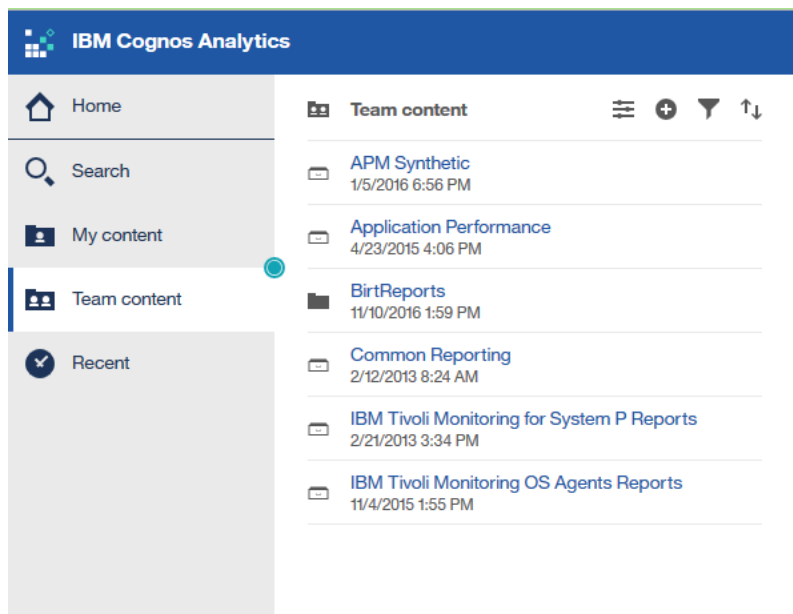 IBM Cognos Analytics
Home
Search
My content
Team content
Recent
Team content
APM Synthetic
1/5/2016 6:56 PM
Application Performance
4/23/2015 4:06 PM
BirtReports
11/10/2016 1:59 PM
Common Reporting
2/12/2013 8:24 AM
IBM Tivoli Monitoring for System P Reports
2/21/2013 3:34 PM
IBM Tivoli Monitoring OS Agents Reports
11/4/2015 1:55 PM